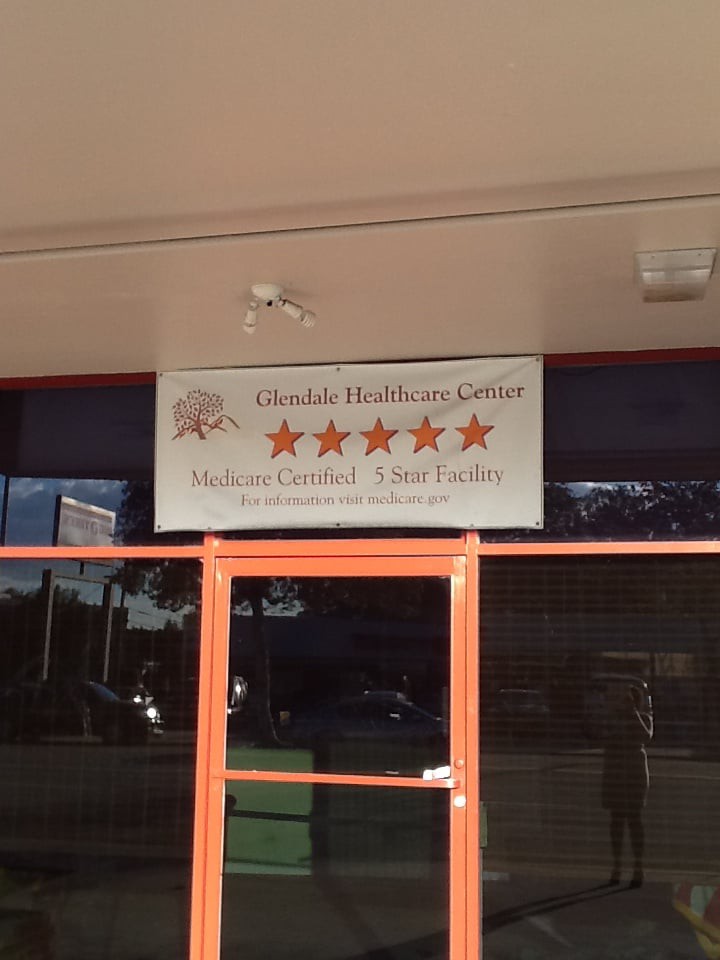 Glendale Healthcare Center
Medicare Certified 5 Star Facility
For information visit medicare.gov